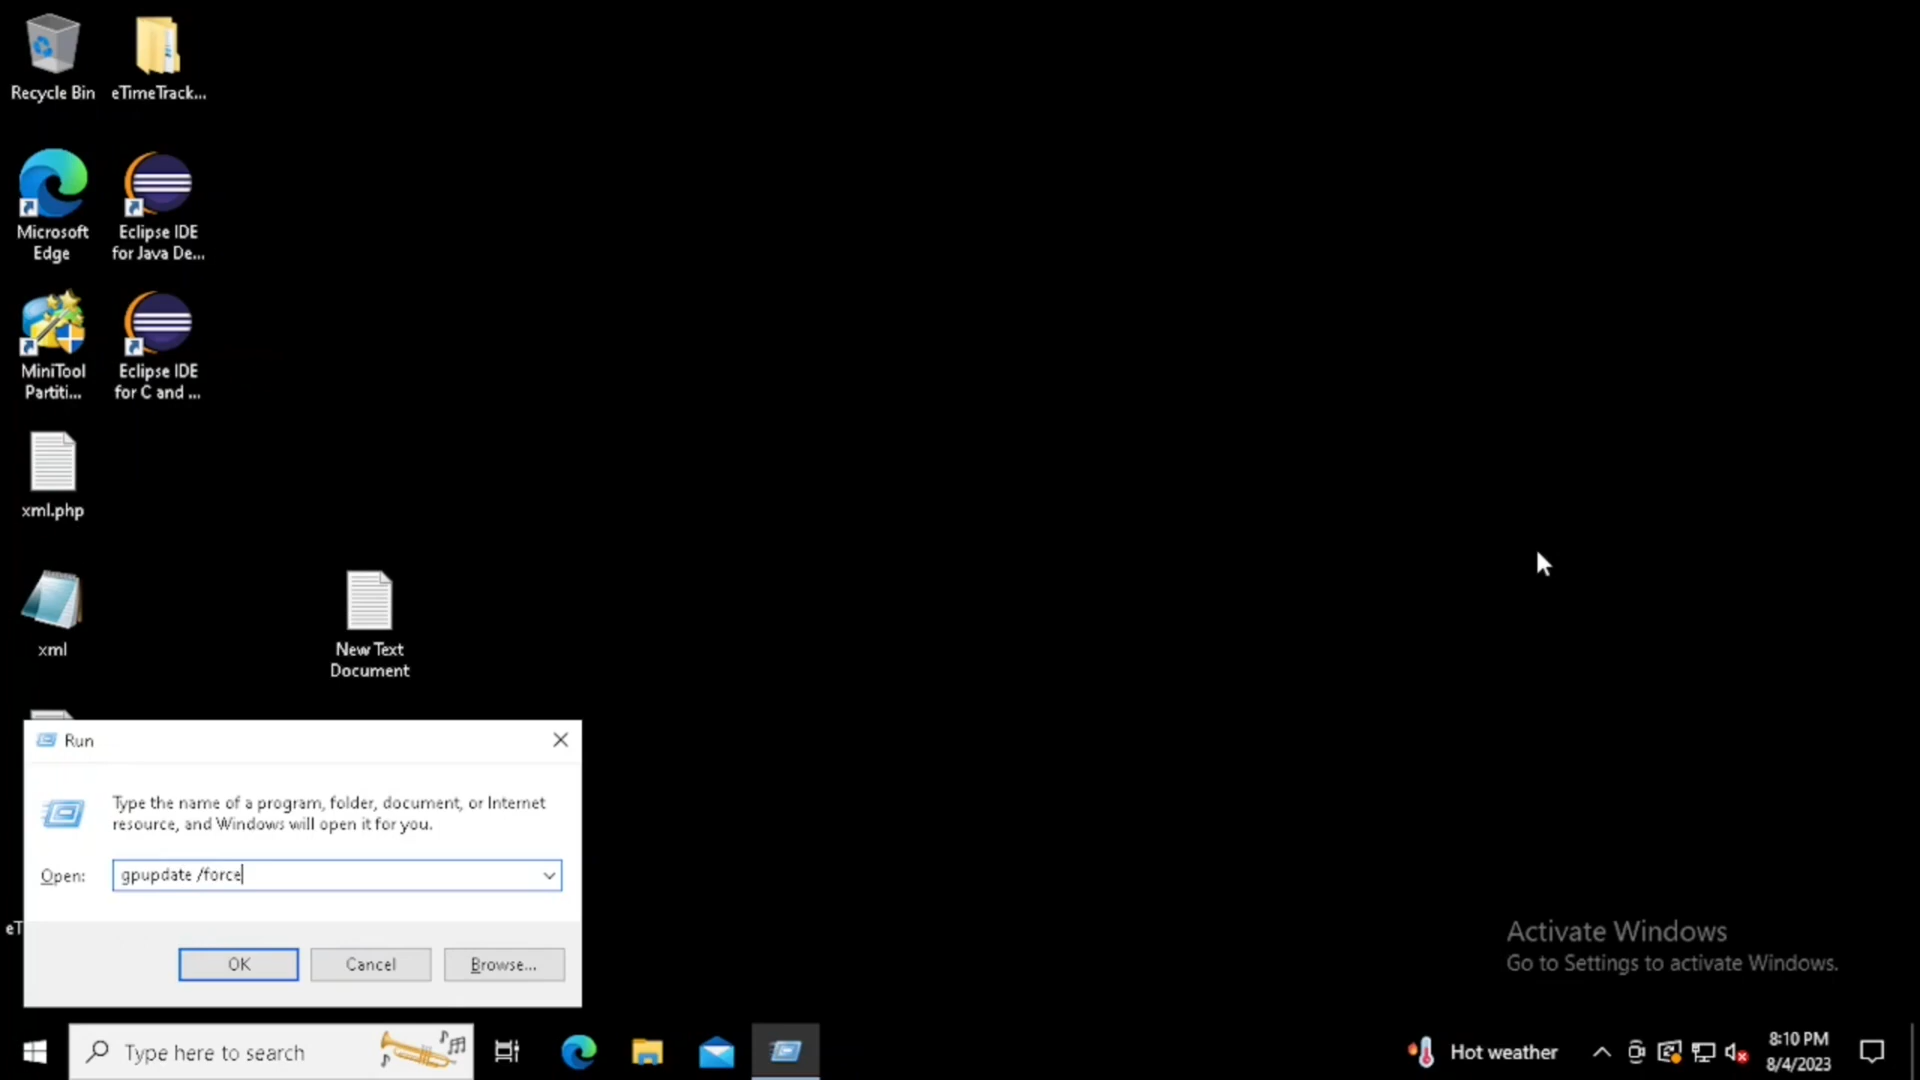 Recycle Bin
eTimeTrack...
Microsoft
Edge
Eclipse IDE
for Java De...
MiniTool
Partiti...
Eclipse IDE
for C and ...
xml.php
xml
New Text
Document
eT
Run
Type the name of a program, folder, document, or Internet
resource, and Windows will open it for you.
Open:
gpupdate /force
OK
Cancel
Browse...
Activate Windows
Go to Settings to activate Windows.
Type here to search
Hot weather
8:10 PM
8/4/2023